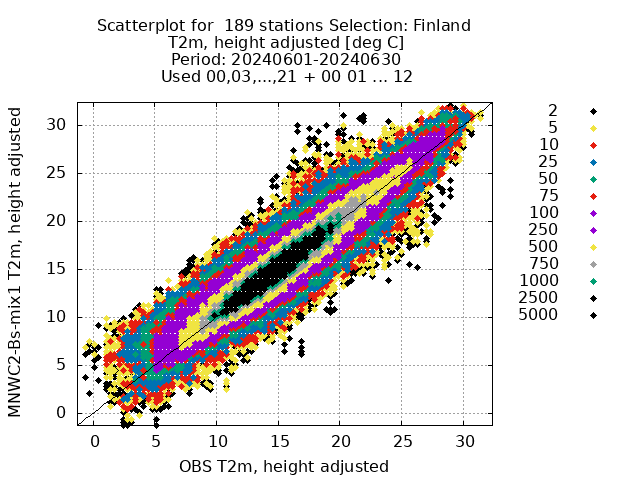 Scatterplot for  189 stations Selection: Finland
T2m, height adjusted [deg C]
Period: 20240601-20240630
Used 00,03,...,21 + 00 01 ... 12
MNWC2-Bs-mix1 T2m, height adjusted
30
25
20
15
10
5
0
0 5 10 15 20 25 30
OBS T2m, height adjusted
2
5
10
25
50
75
100
250
500
750
1000
2500
5000